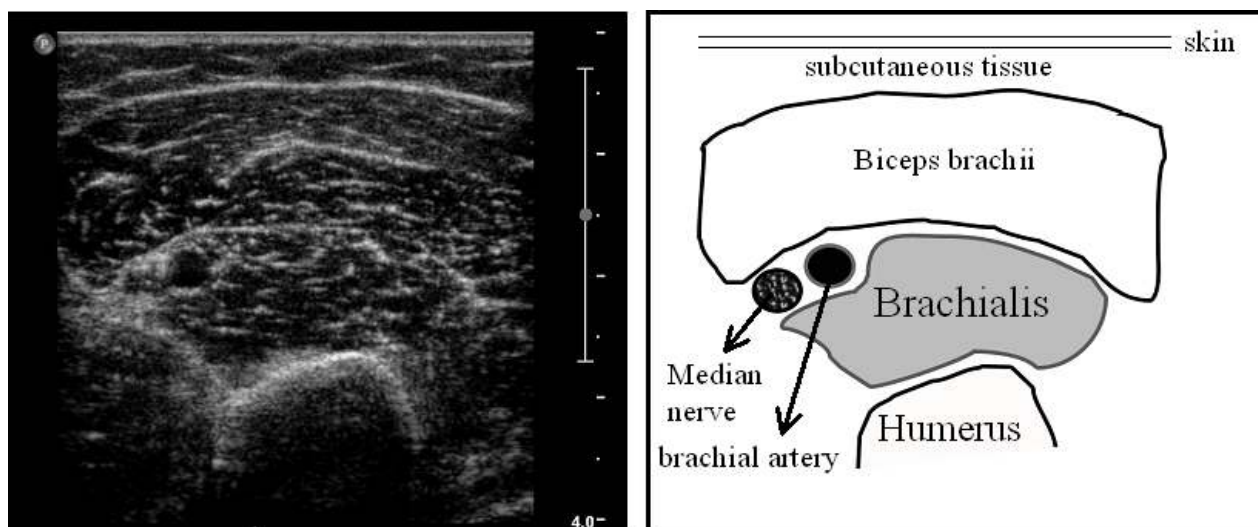 P
4.0
skin
subcutaneous tissue
Biceps brachii
Brachialis
Median
nerve
brachial artery
Humerus